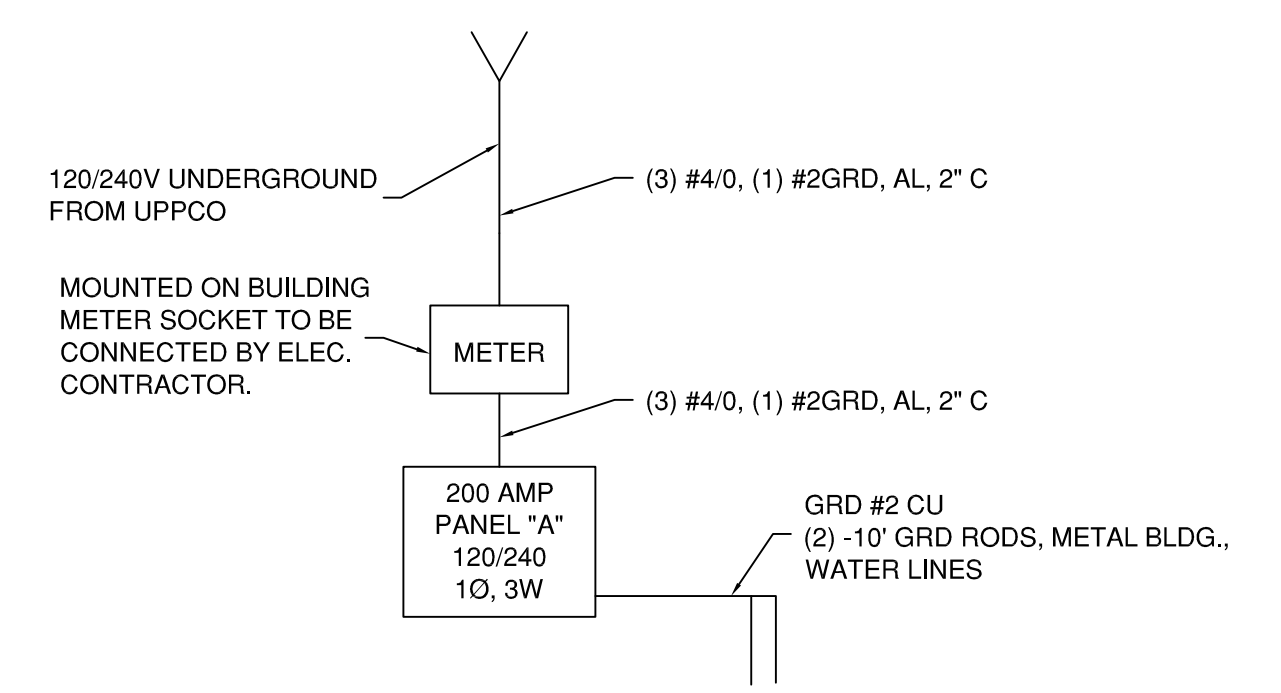 120/240V UNDERGROUND
FROM UPPCO
(3) #4/0, (1) #2GRD, AL, 2" C
MOUNTED ON BUILDING
METER SOCKET TO BE
CONNECTED BY ELEC.
CONTRACTOR.
METER
(3) #4/0, (1) #2GRD, AL, 2" C
200 AMP
PANEL "A"
120/240
1Ø, 3W
GRD #2 CU
(2) -10' GRD RODS, METAL BLDG.,
WATER LINES